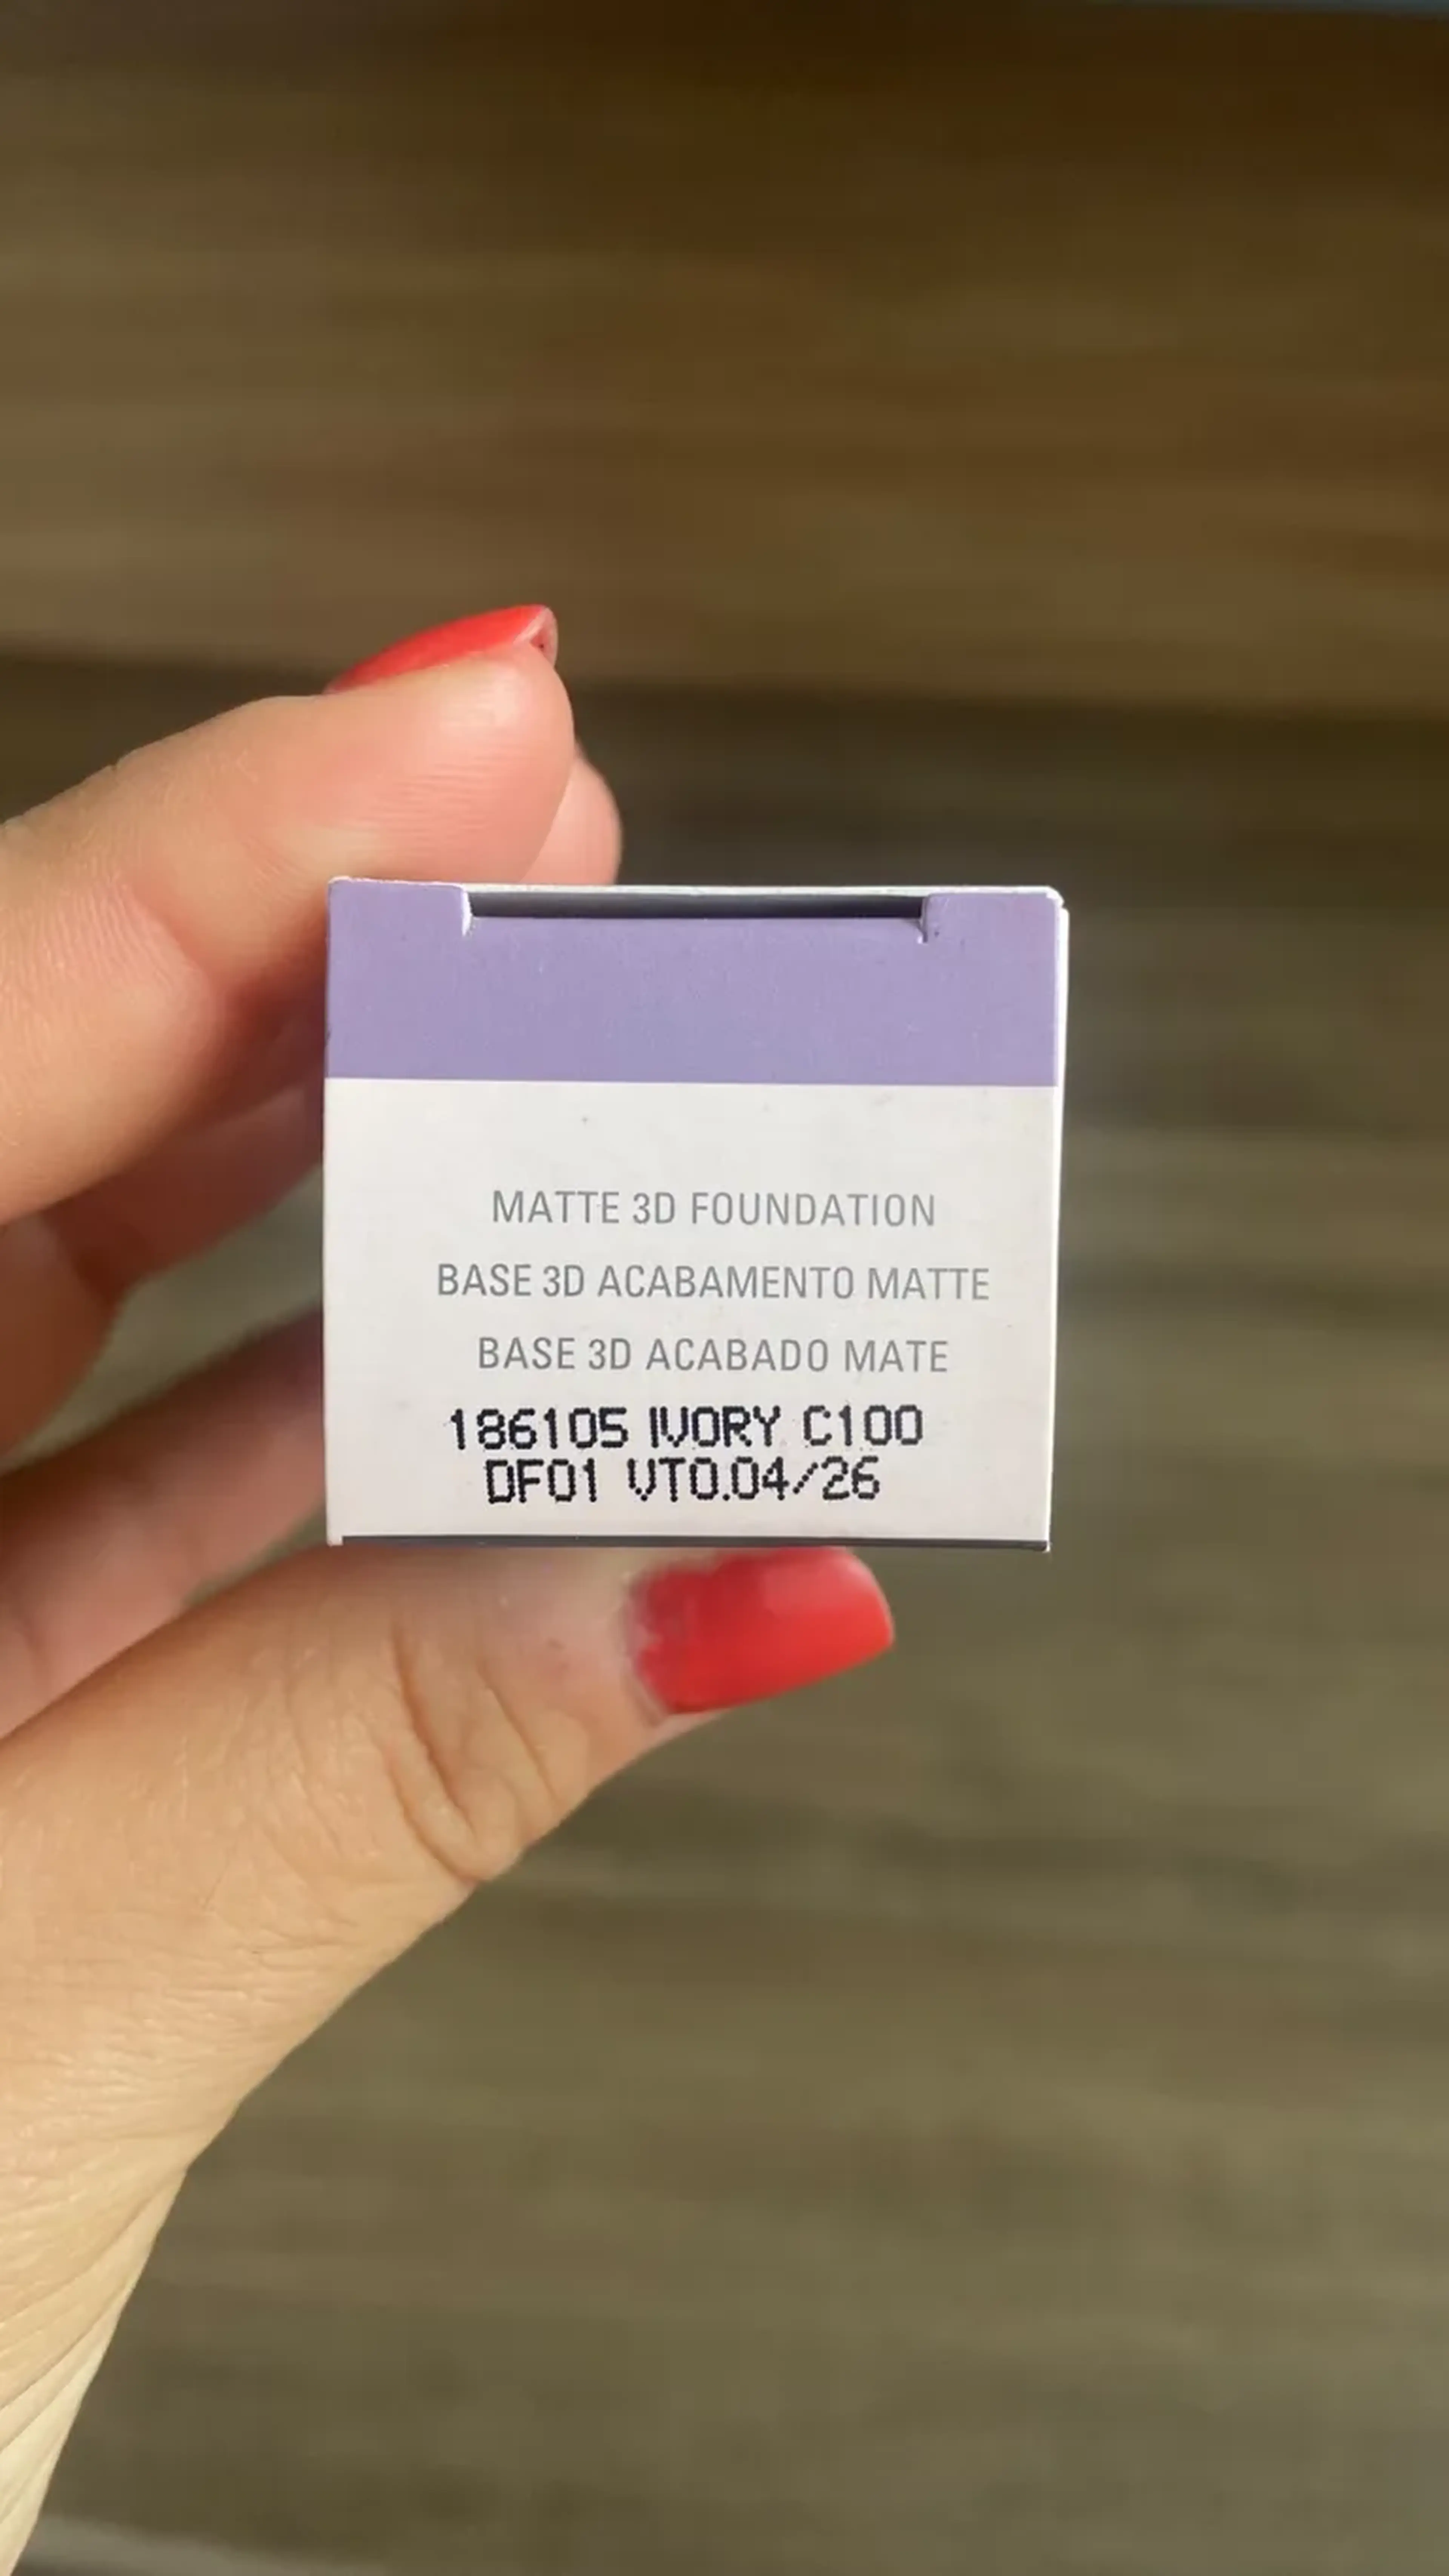 MATTE 3D FOUNDATION
BASE 3D ACABAMENTO MATTE
BASE 3D ACABADO MATE
186105 IVORY C100
DF01 VTO.04/26